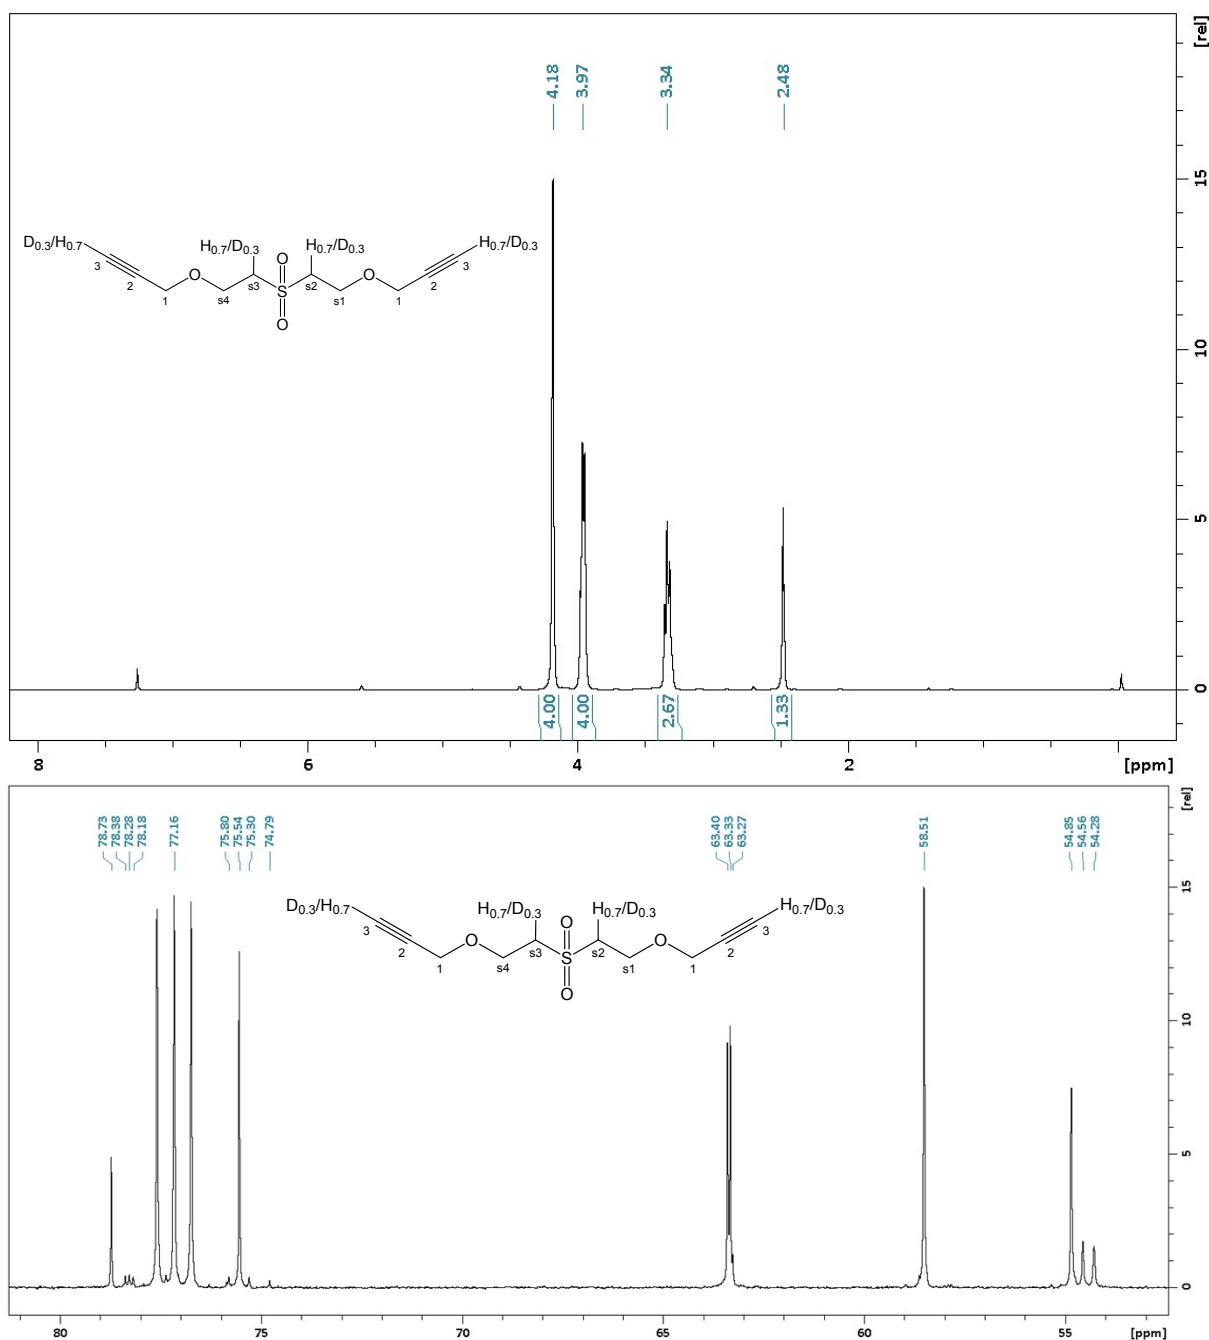 [rel]
4.18 3.97 3.34 2.48
15
D0.3/H0.7 H0.7/D0.3 H0.7/D0.3 H0.7/D0.3
O
3 O S O 3
2 s3 s2 2
1 s4 s1 1
O
10
5
0
4.00 4.00 2.67 1.33
8 6 4 2 [ppm]
[rel]
78.73 78.38 78.28 78.18 77.16 75.80 75.54 75.30 74.79 63.40 63.33 63.27 58.51 54.85 54.56 54.28
15
D0.3/H0.7 H0.7/D0.3 H0.7/D0.3 H0.7/D0.3
O
3 O S O 3
2 s3 s2 2
1 s4 s1 1
O
10
5
0
80 75 70 65 60 55 [ppm]